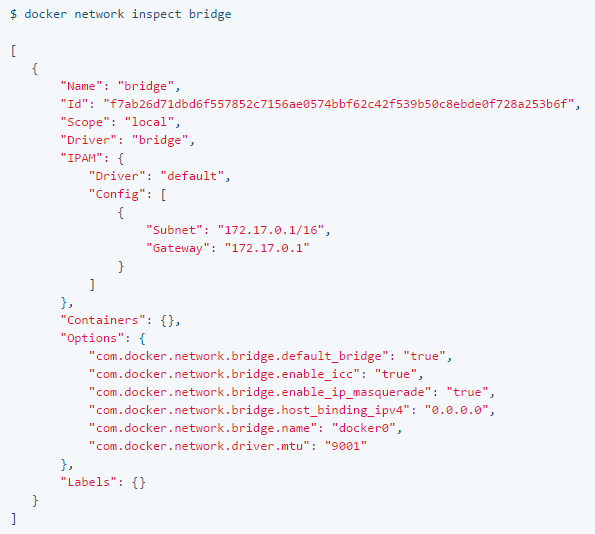 $ docker network inspect bridge
[
{
"Name": "bridge",
"Id": "f7ab26d71dbd6f557852c7156ae0574bbf62c42f539b50c8ebde0f728a253b6f",
"Scope": "local",
"Driver": "bridge",
"IPAM": {
"Driver": "default",
"Config": [
{
"Subnet": "172.17.0.1/16",
"Gateway": "172.17.0.1"
}
]
},
"Containers": {},
"Options": {
"com.docker.network.bridge.default_bridge": "true",
"com.docker.network.bridge.enable_icc": "true",
"com.docker.network.bridge.enable_ip_masquerade": "true",
"com.docker.network.bridge.host_binding_ipv4": "0.0.0.0",
"com.docker.network.bridge.name": "docker0",
"com.docker.network.driver.mtu": "9001"
},
"Labels": {}
}
]